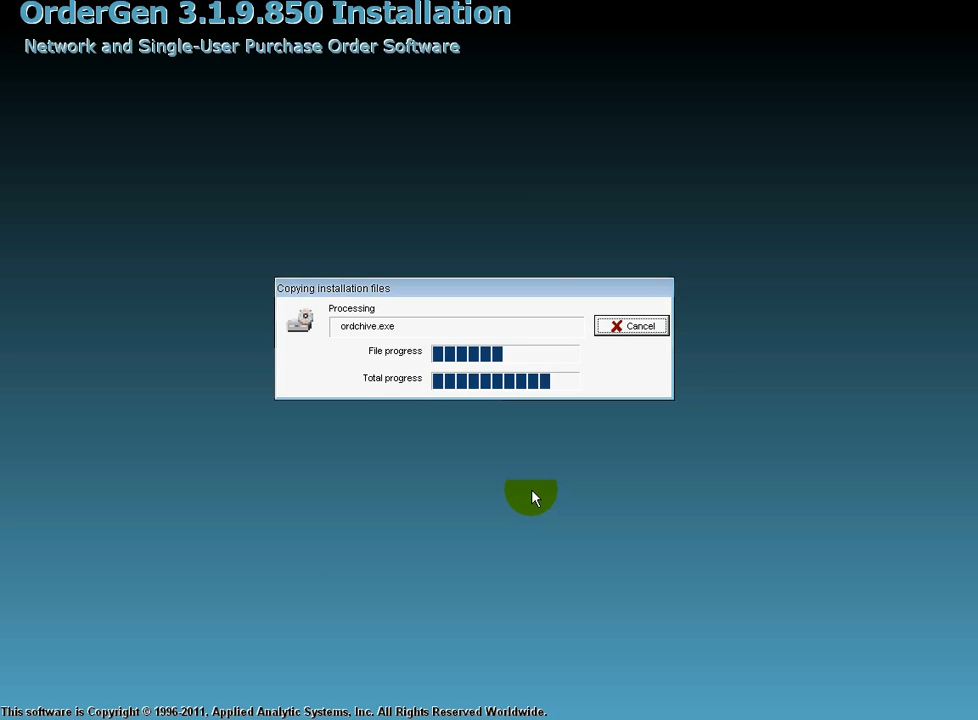 OrderGen 3.1.9.850 Installation
Network and Single-User Purchase Order Software
Copying installation files
Processing
ordchive.exe
Cancel
File progress
Total progress
This software is Copyright © 1996-2011. Applied Analytic Systems, Inc. All Rights Reserved Worldwide.